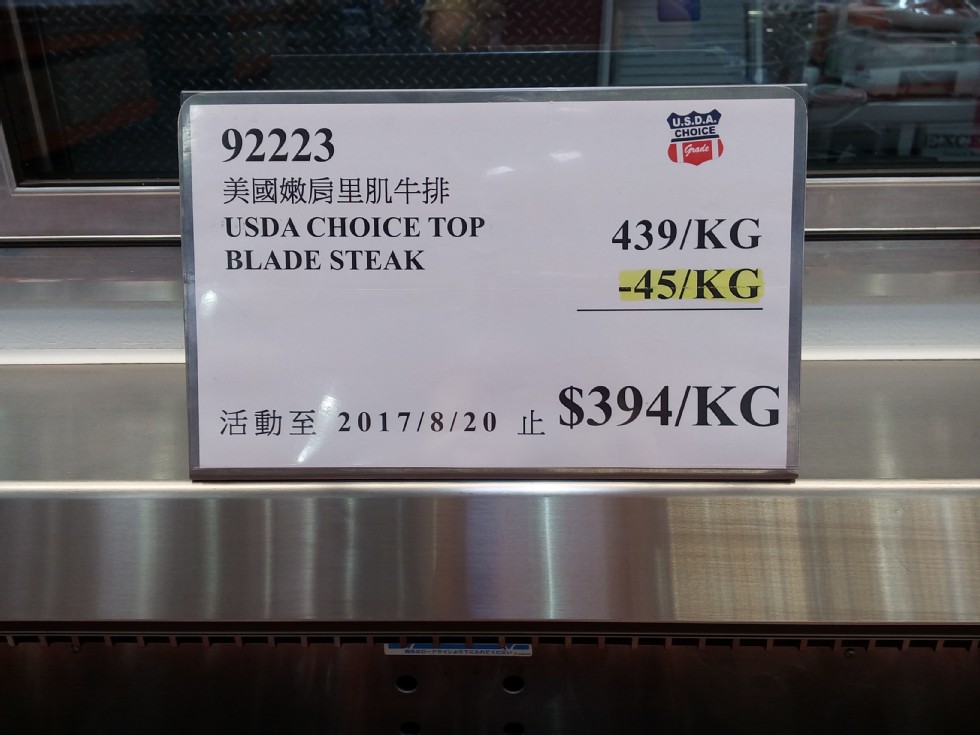 92223
U.S.D.A.
CHOICE
Grade
美國嫩肩里肌牛排
USDA CHOICE TOP
BLADE STEAK
439/KG
-45/KG
$394/KG
活動至 2017/8/20 止